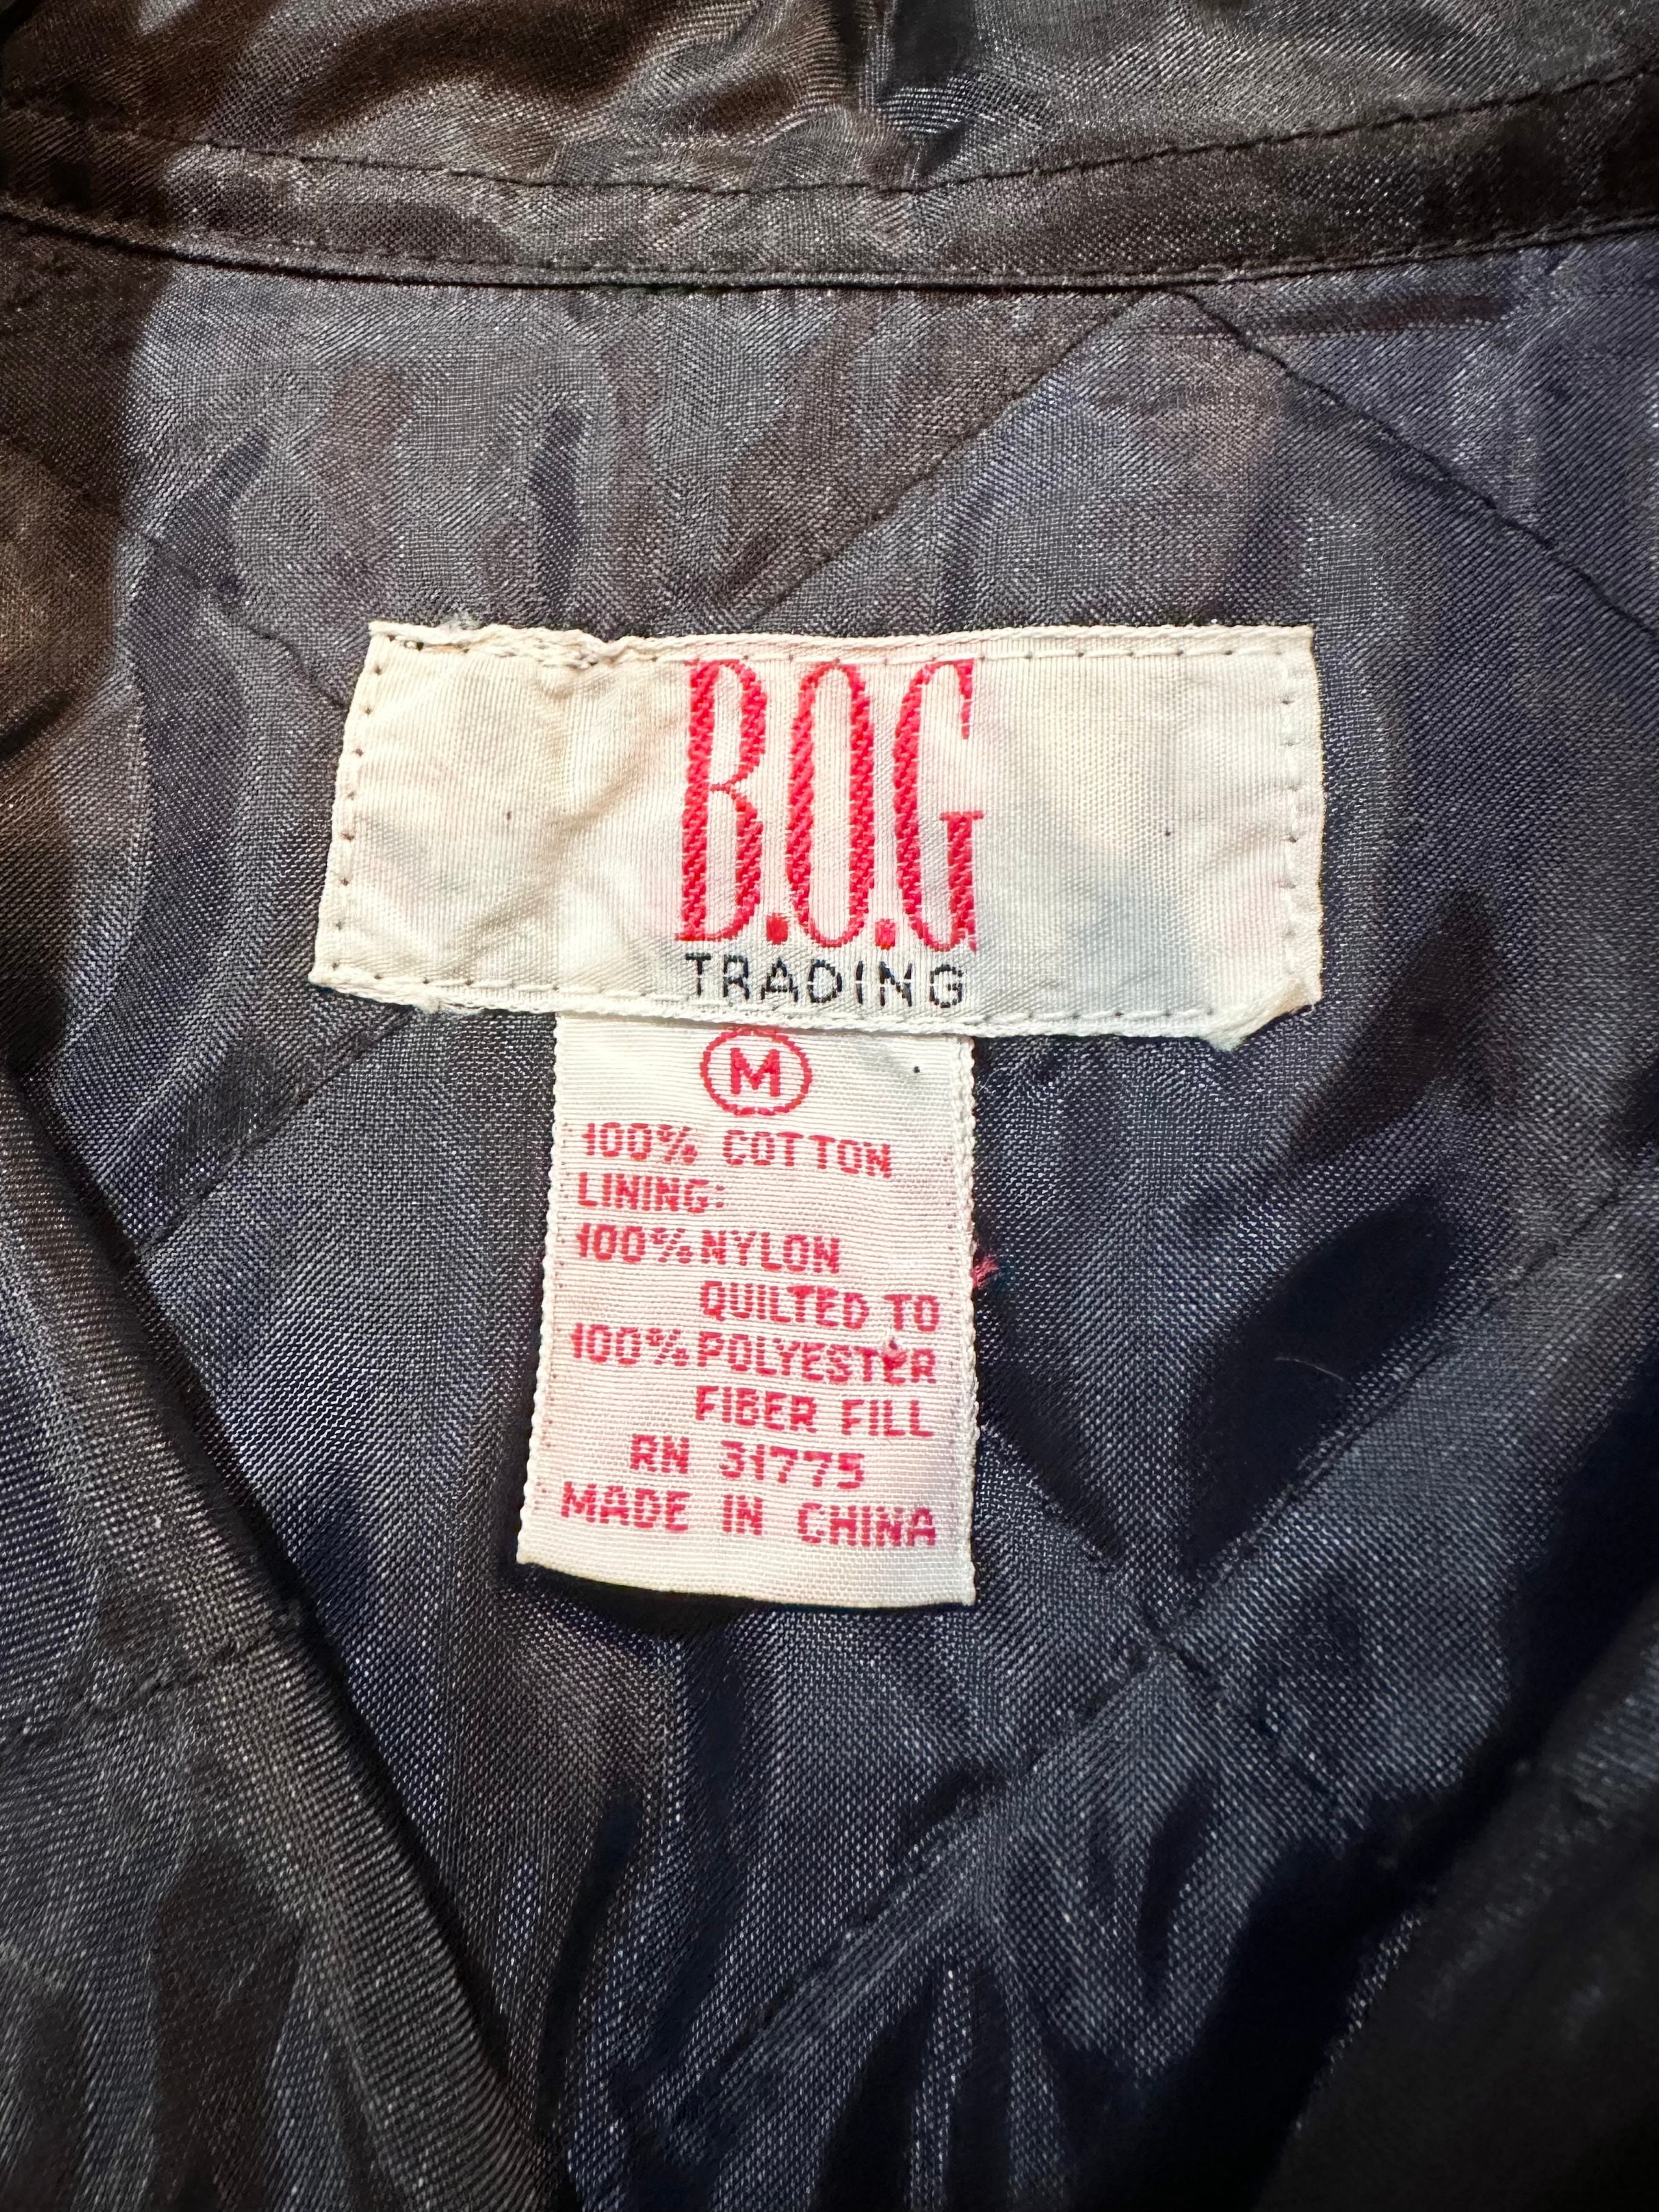 B.O.G
TRADING
M
100% COTTON
LINING:
100% NYLON
QUILTED TO
100% POLYESTER
FIBER FILL
RN 31775
MADE IN CHINA